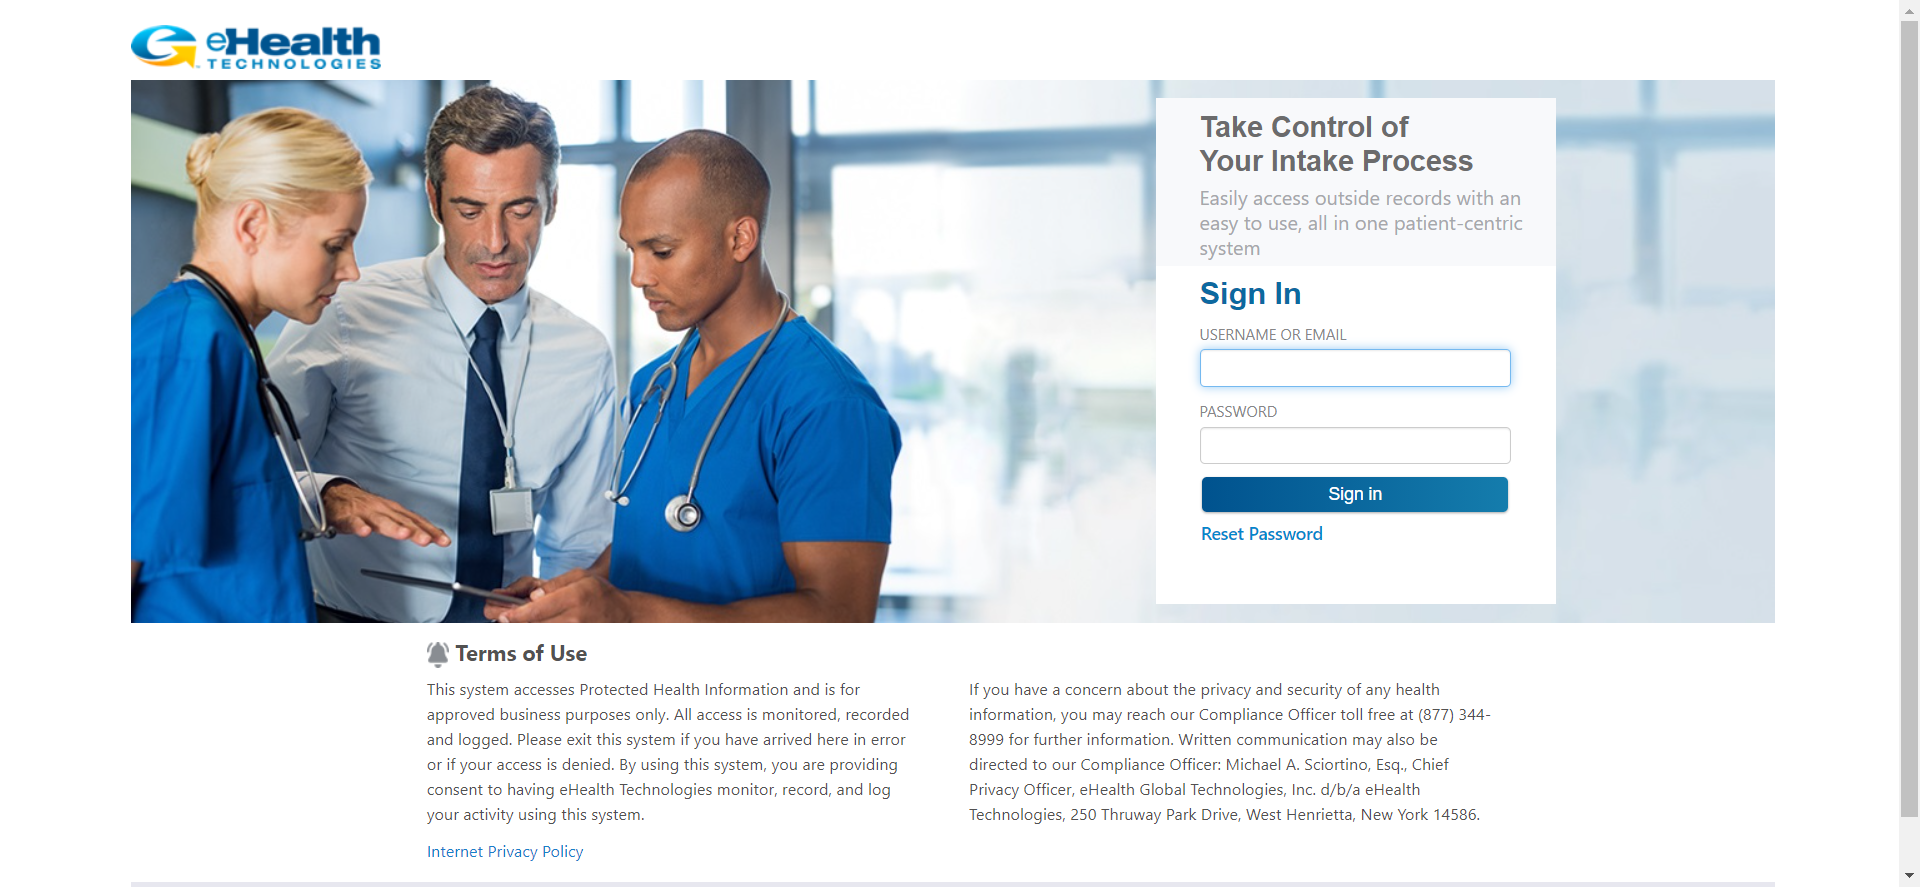 eHealth
TECHNOLOGIES
Take Control of
Your Intake Process
Easily access outside records with an
easy to use, all in one patient-centric
system
Sign In
USERNAME OR EMAIL
PASSWORD
Sign in
Reset Password
Terms of Use
This system accesses Protected Health Information and is for
approved business purposes only. All access is monitored, recorded
and logged. Please exit this system if you have arrived here in error
or if your access is denied. By using this system, you are providing
consent to having eHealth Technologies monitor, record, and log
your activity using this system.
Internet Privacy Policy
If you have a concern about the privacy and security of any health
information, you may reach our Compliance Officer toll free at (877) 344-
8999 for further information. Written communication may also be
directed to our Compliance Officer: Michael A. Sciortino, Esq., Chief
Privacy Officer, eHealth Global Technologies, Inc. d/b/a eHealth
Technologies, 250 Thruway Park Drive, West Henrietta, New York 14586.